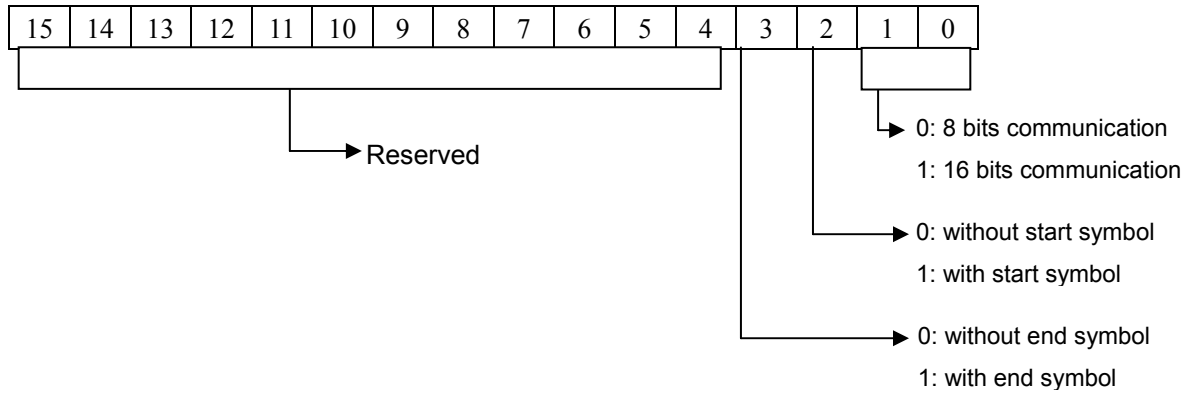 15 14 13 12 11 10 9 8 7 6 5 4 3 2 1 0
0: 8 bits communication
Reserved
1: 16 bits communication
0: without start symbol
1: with start symbol
0: without end symbol
1: with end symbol